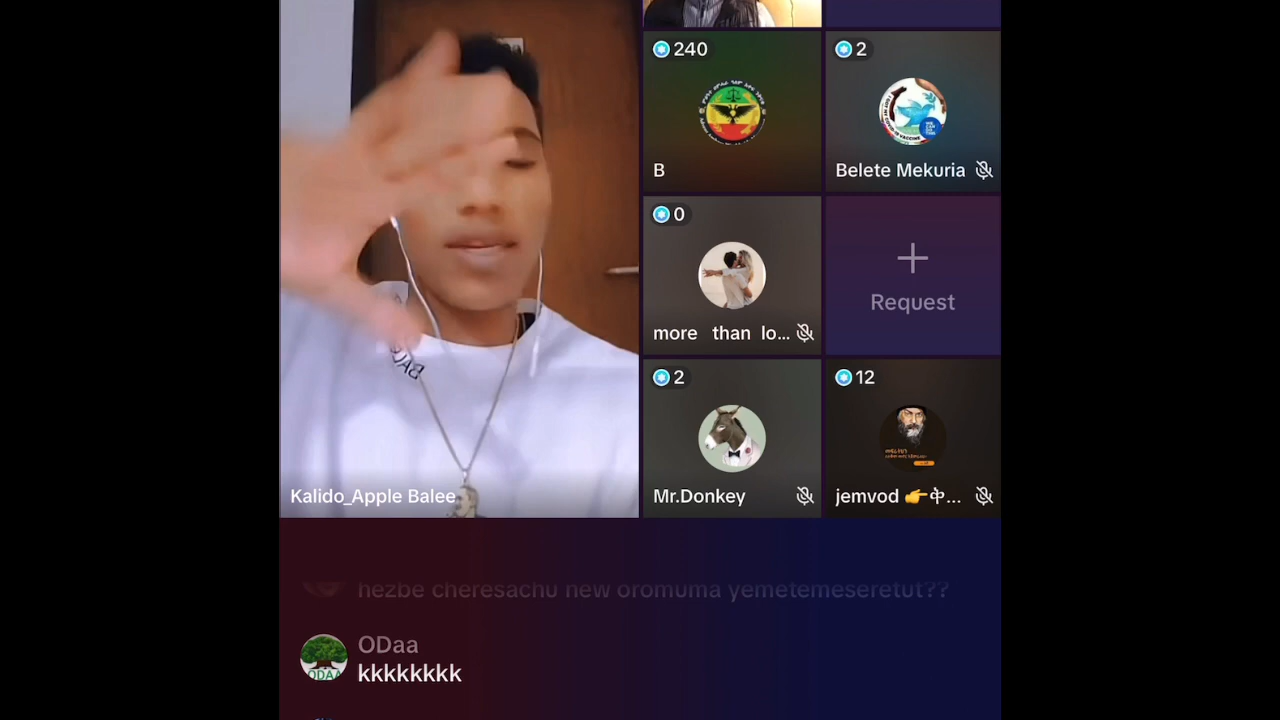 240
B
2
Belete Mekuria
0
more than lo...
Request
2
Mr.Donkey
12
jemvod 👉ቅ...
Kalido_Apple Balee
hezbe cheresachu new oromuma yemetemeseretut??
ODaa
kkkkkkkk
ODAA